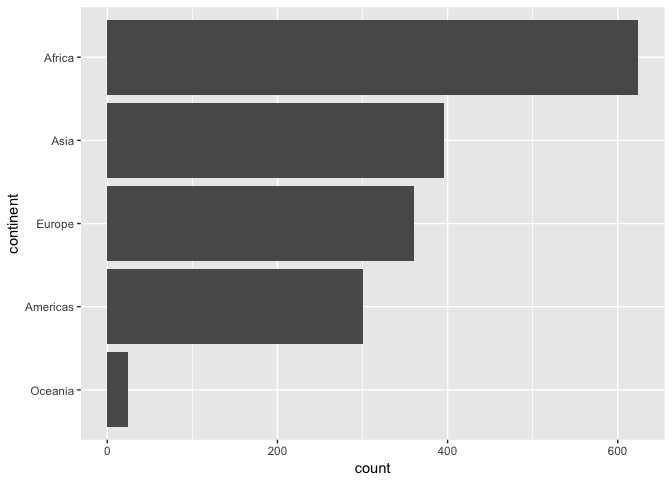 Africa
Asia
Europe
Americas
Oceania
continent
0 200 400 600
count